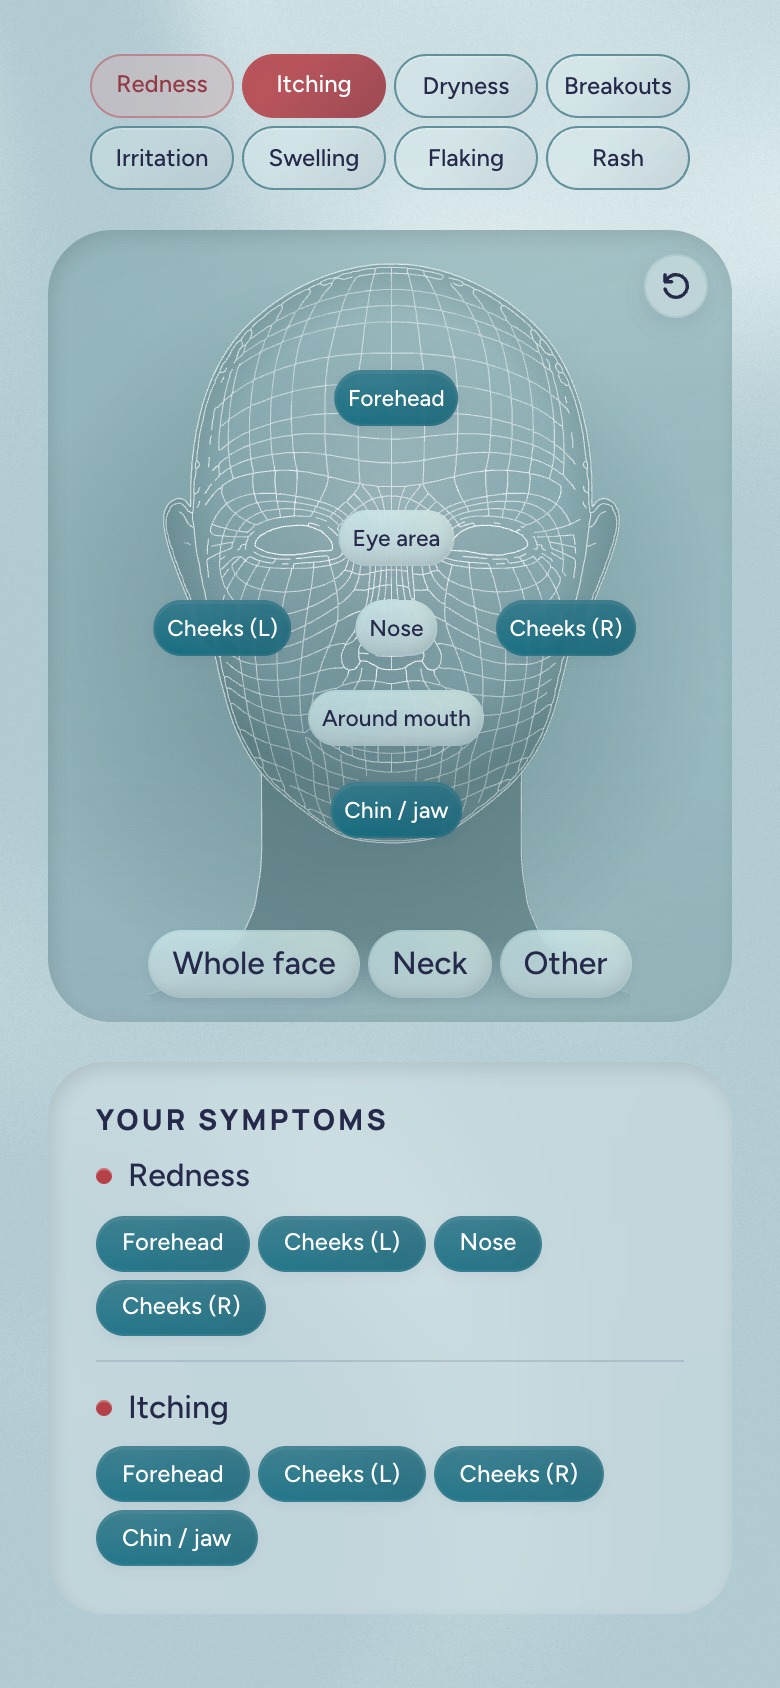 Redness Itching Dryness Breakouts
Irritation Swelling Flaking Rash
Forehead
Eye area
Cheeks (L) Nose Cheeks (R)
Around mouth
Chin / jaw
Whole face Neck Other
YOUR SYMPTOMS
Redness
Forehead Cheeks (L) Nose
Cheeks (R)
Itching
Forehead Cheeks (L) Cheeks (R)
Chin / jaw